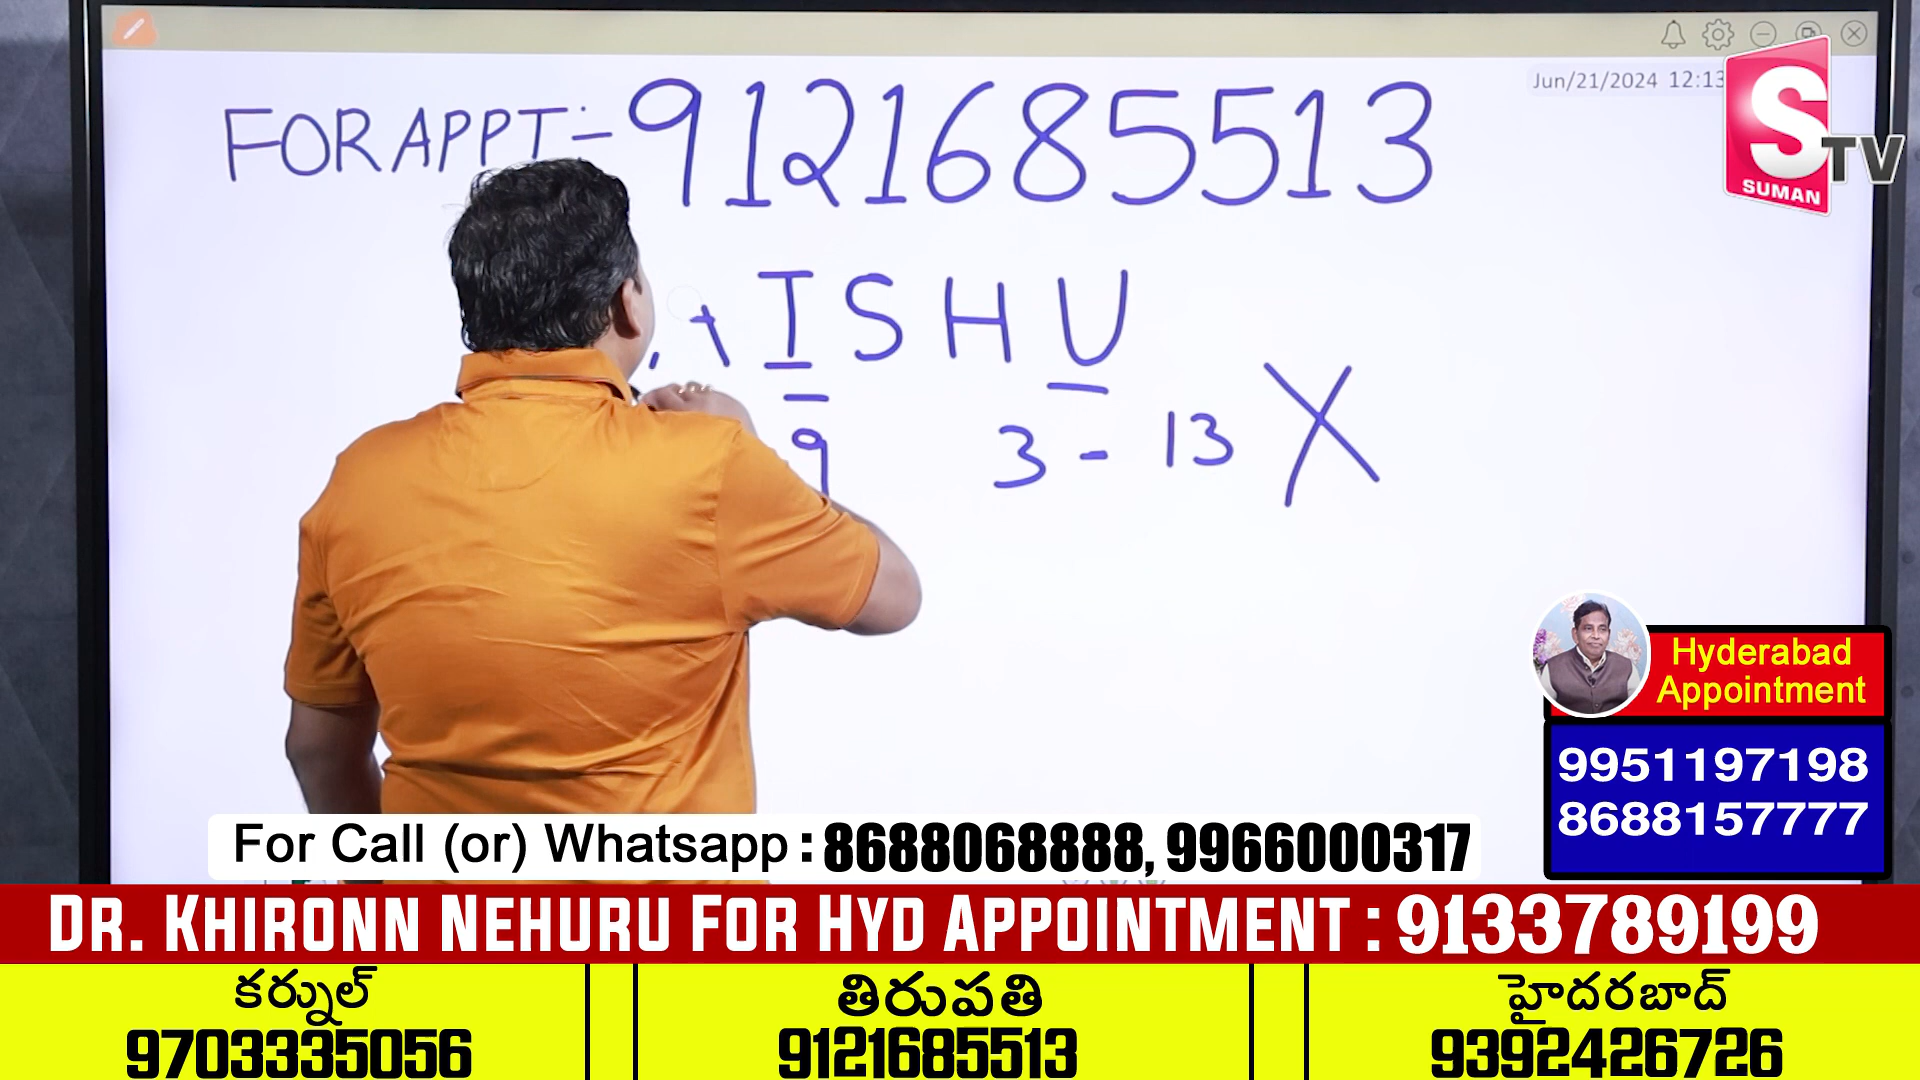 Jun/21/2024 12:13
S TV
SUMAN
FOR APPT:- 9121685513
I S H U
9 3 - 13 X
Hyderabad
Appointment
9951197198
8688157777
For Call (or) Whatsapp : 8688068888, 9966000317
DR. KHIRONN NEHURU FOR HYD APPOINTMENT : 9133789199
కర్నుల్
9703335056
తిరుపతి
9121685513
హైదరబాద్
9392426726